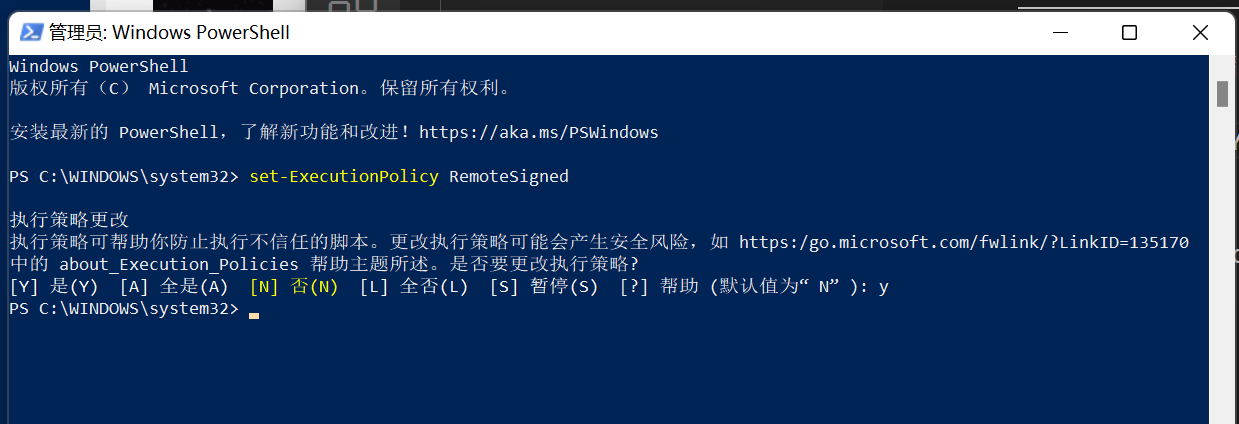 管理员: Windows PowerShell
Windows PowerShell
版权所有（C） Microsoft Corporation。保留所有权利。
安装最新的 PowerShell，了解新功能和改进！https://aka.ms/PSWindows
PS C:\WINDOWS\system32> set-ExecutionPolicy RemoteSigned
执行策略更改
执行策略可帮助你防止执行不信任的脚本。更改执行策略可能会产生安全风险，如 https:/go.microsoft.com/fwlink/?LinkID=135170
中的 about_Execution_Policies 帮助主题所述。是否要更改执行策略?
[Y] 是(Y)  [A] 全是(A)  [N] 否(N)  [L] 全否(L)  [S] 暂停(S)  [?] 帮助 (默认值为“N”): y
PS C:\WINDOWS\system32>